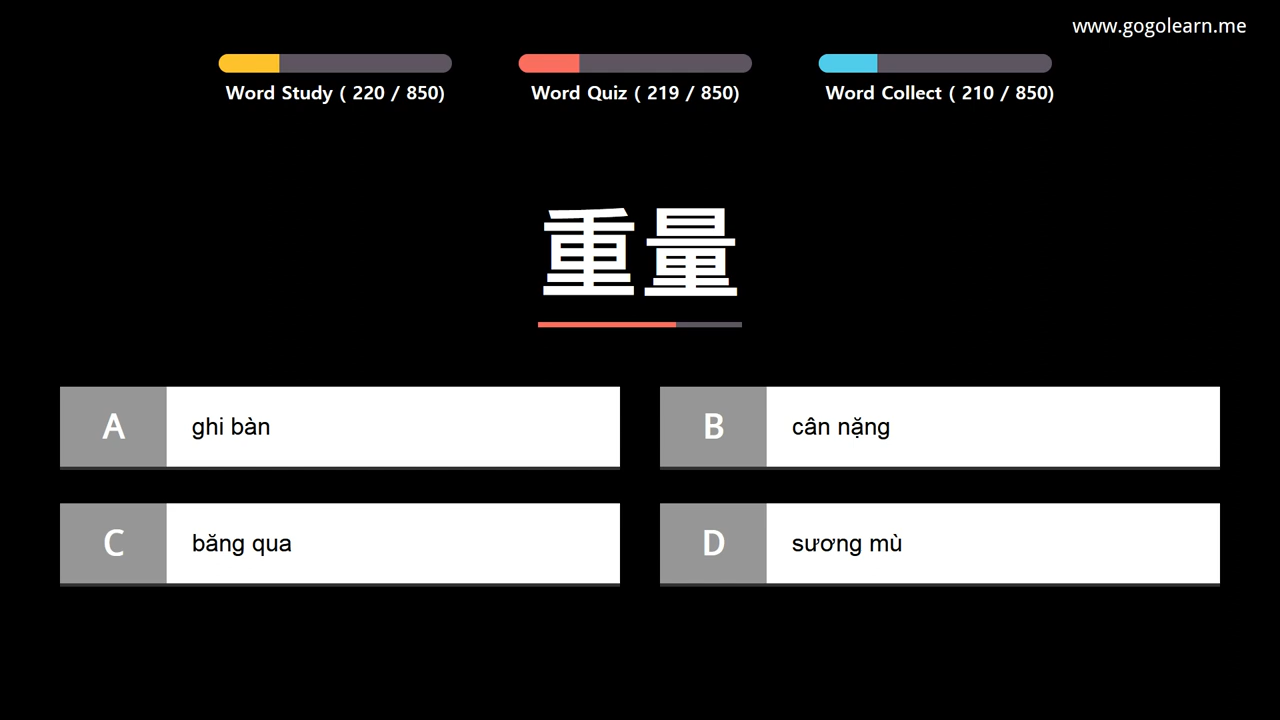 www.gogolearn.me
Word Study ( 220 / 850)
Word Quiz ( 219 / 850)
Word Collect ( 210 / 850)
重量
A ghi bàn
B cân nặng
C băng qua
D sương mù